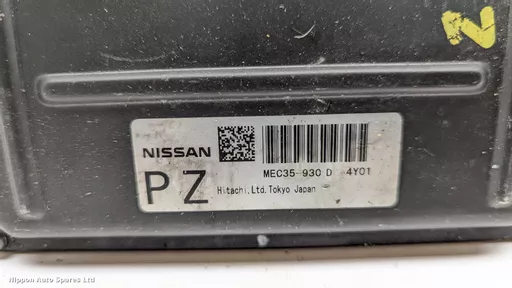 N
NISSAN
MEC35-930 D 4Y01
PZ
Hitachi.Ltd.Tokyo Japan
Nippon Auto Spares Ltd